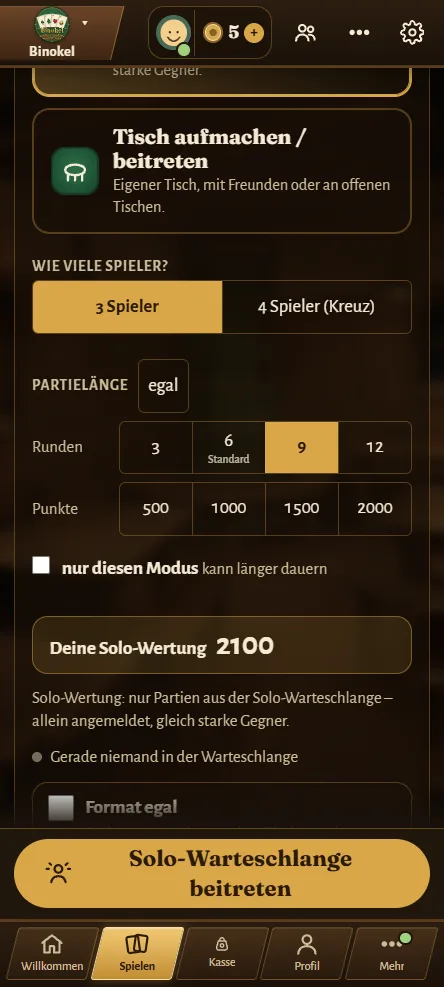 Binokel
5
starke Gegner.
Tisch aufmachen /
beitreten
Eigener Tisch, mit Freunden oder an offenen
Tischen.
WIE VIELE SPIELER?
3 Spieler
4 Spieler (Kreuz)
PARTIELÄNGE
egal
Runden
3
6
Standard
9
12
Punkte
500
1000
1500
2000
nur diesen Modus kann länger dauern
Deine Solo-Wertung 2100
Solo-Wertung: nur Partien aus der Solo-Warteschlange –
allein angemeldet, gleich starke Gegner.
Gerade niemand in der Warteschlange
Format egal
Solo-Warteschlange
beitreten
Willkommen
Spielen
Kasse
Profil
Mehr